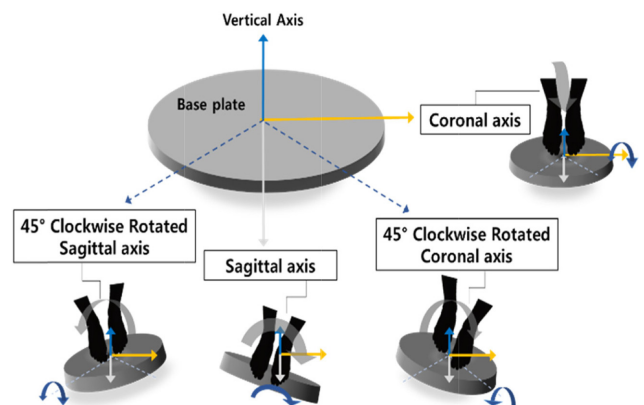 Vertical Axis
Base plate
Coronal axis
45° Clockwise Rotated
Sagittal axis
Sagittal axis
45° Clockwise Rotated
Coronal axis